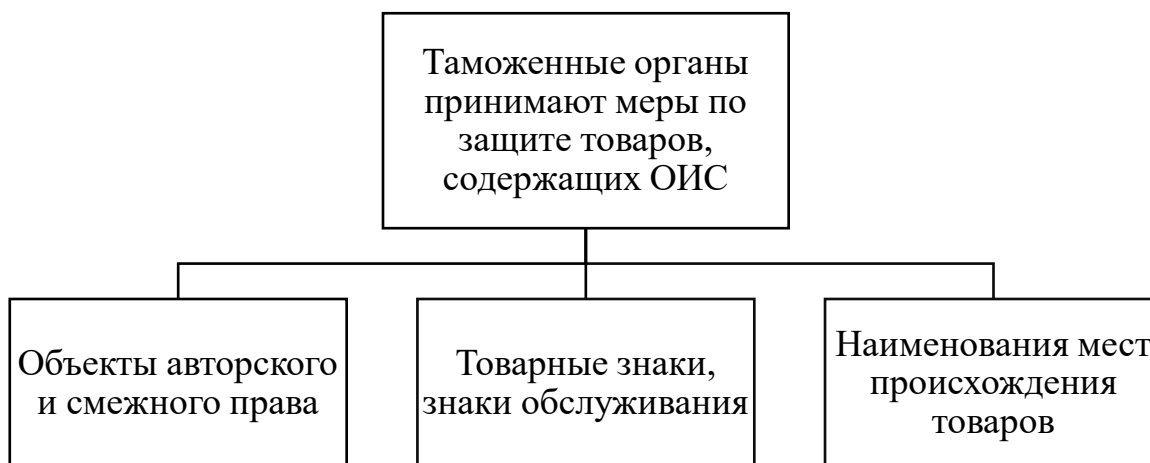 Таможенные органы
принимают меры по
защите товаров,
содержащих ОИС
Объекты авторского
и смежного права
Товарные знаки,
знаки обслуживания
Наименования мест
происхождения
товаров